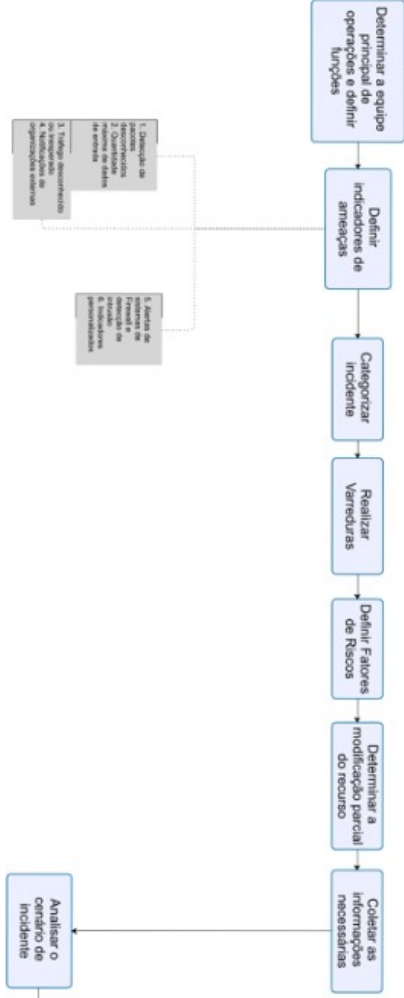 Determinar a equipe
principal de
operações e definir
funções
Definir
indicadores de
ameaças
1. Detecção de
pacotes
desconhecidos
2. Quantidade
máxima de dados
de entrada
3. Tráfego desconhecido
ou inesperado
4. Notificações de
organizações externas
5. Alertas de
sistemas de
Firewall e
detecção de
intrusão
6. Indicadores
personalizados
Categorizar
incidente
Realizar
Varreduras
Definir Fatores
de Riscos
Determinar a
modificação parcial
do recurso
Coletar as
informações
necessárias
Analisar o
cenário de
incidente